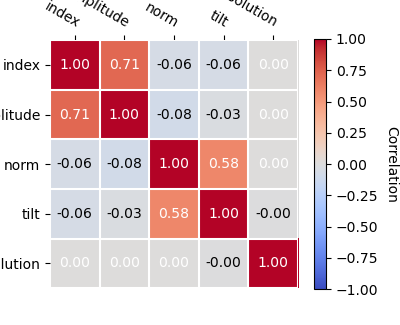 index
plitude
norm
tilt
solution
index 1.00 0.71 -0.06 -0.06 0.00
litude 0.71 1.00 -0.08 -0.03 0.00
norm -0.06 -0.08 1.00 0.58 0.00
tilt -0.06 -0.03 0.58 1.00 -0.00
lution 0.00 0.00 0.00 -0.00 1.00
1.00
0.75
0.50
0.25
0.00
−0.25
−0.50
−0.75
−1.00
Correlation